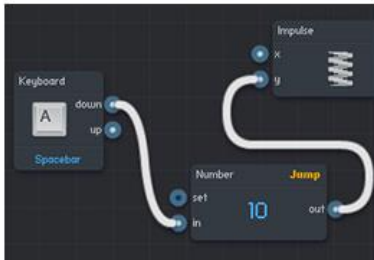 Impulse
x
y
Keyboard
A
down
up
Spacebar
Number Jump
set
10
in
out